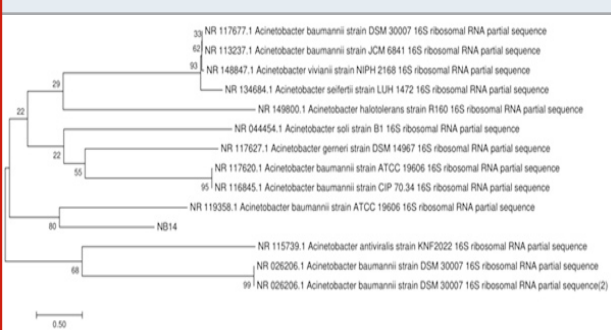 33 NR 117677.1 Acinetobacter baumannii strain DSM 30007 16S ribosomal RNA partial sequence
62 NR 113237.1 Acinetobacter baumannii strain JCM 6841 16S ribosomal RNA partial sequence
93 NR 148847.1 Acinetobacter vivianii strain NIPH 2168 16S ribosomal RNA partial sequence
NR 134684.1 Acinetobacter seifertii strain LUH 1472 16S ribosomal RNA partial sequence
29
NR 149800.1 Acinetobacter halotolerans strain R160 16S ribosomal RNA partial sequence
22
NR 044454.1 Acinetobacter soli strain B1 16S ribosomal RNA partial sequence
22
NR 117627.1 Acinetobacter gerneri strain DSM 14967 16S ribosomal RNA partial sequence
55
NR 117620.1 Acinetobacter baumannii strain ATCC 19606 16S ribosomal RNA partial sequence
95 NR 116845.1 Acinetobacter baumannii strain CIP 70.34 16S ribosomal RNA partial sequence
NR 119358.1 Acinetobacter baumannii strain ATCC 19606 16S ribosomal RNA partial sequence
80 NB14
NR 115739.1 Acinetobacter antiviralis strain KNF2022 16S ribosomal RNA partial sequence
68
NR 026206.1 Acinetobacter baumannii strain DSM 30007 16S ribosomal RNA partial sequence
99 NR 026206.1 Acinetobacter baumannii strain DSM 30007 16S ribosomal RNA partial sequence(2)
0.50